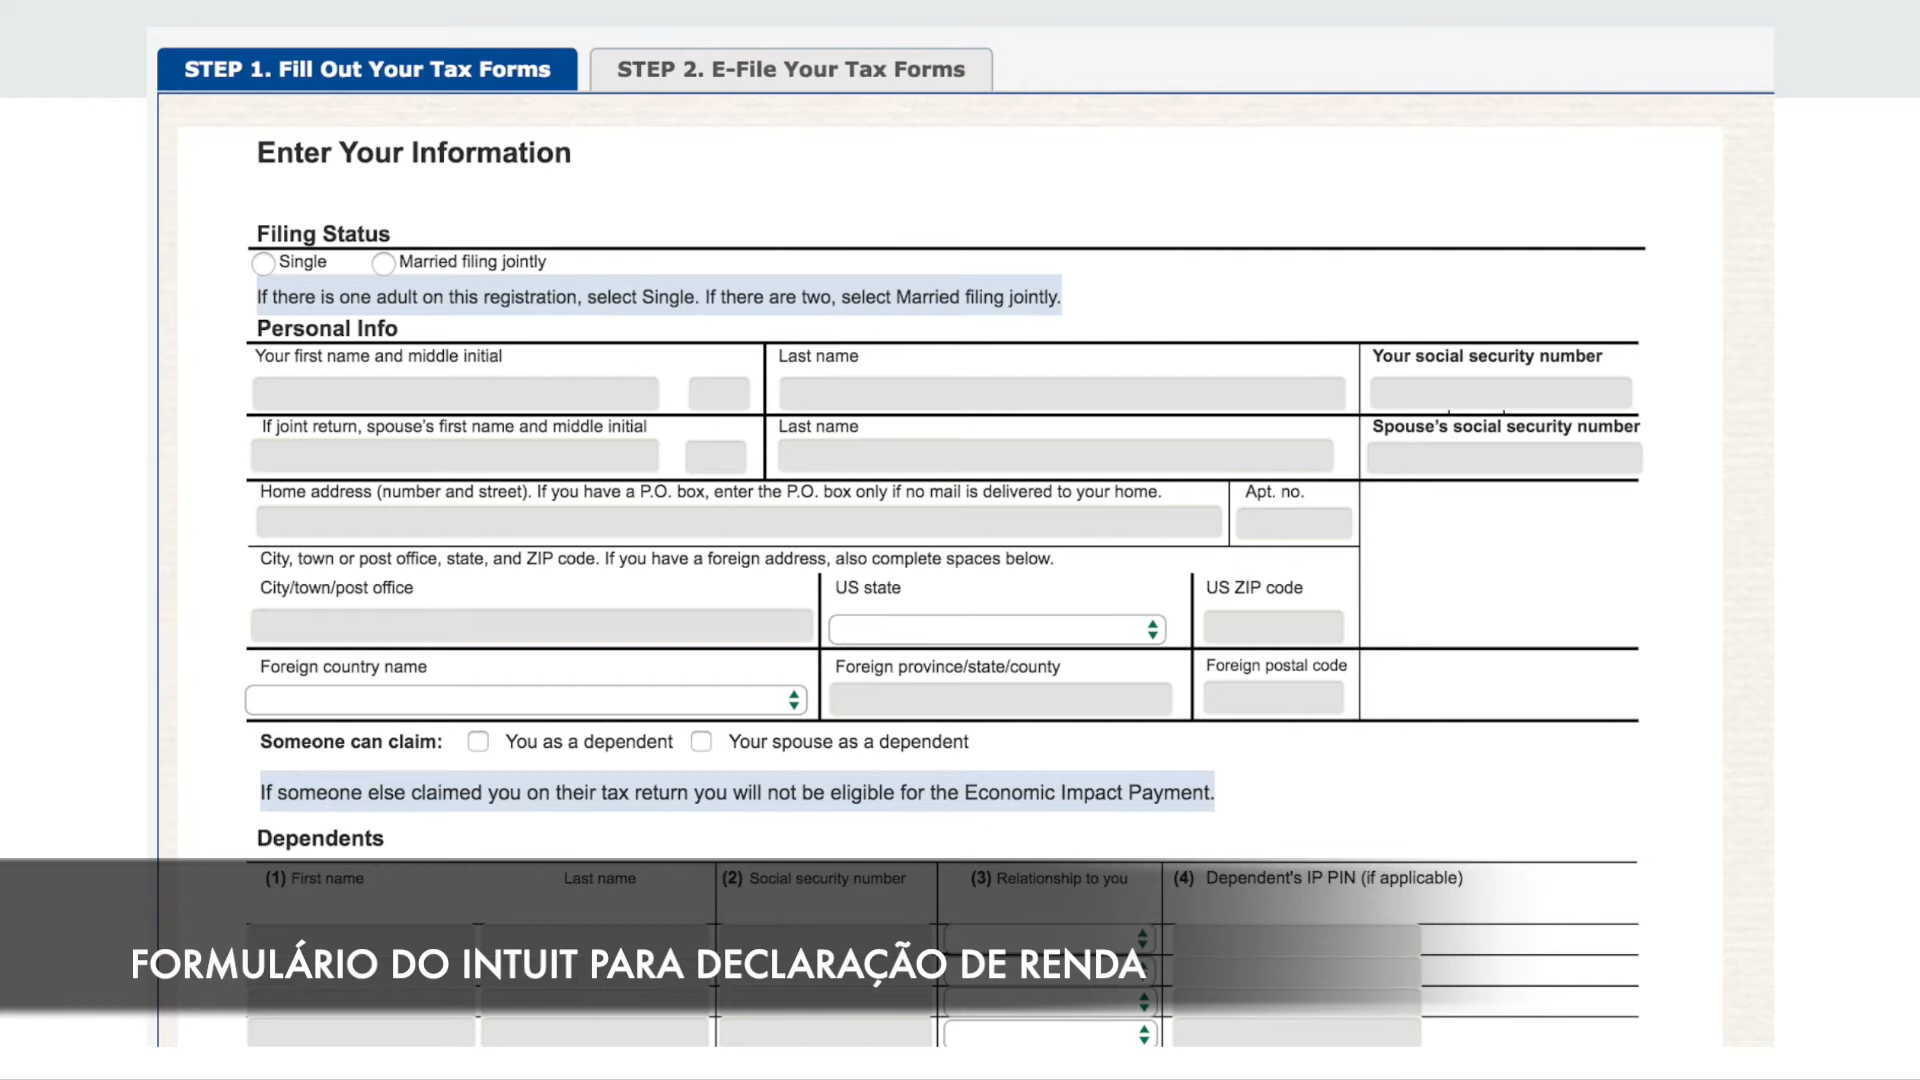 STEP 1. Fill Out Your Tax Forms
STEP 2. E-File Your Tax Forms
Enter Your Information
Filing Status
Single
Married filing jointly
If there is one adult on this registration, select Single. If there are two, select Married filing jointly.
Personal Info
Your first name and middle initial
Last name
Your social security number
If joint return, spouse's first name and middle initial
Last name
Spouse's social security number
Home address (number and street). If you have a P.O. box, enter the P.O. box only if no mail is delivered to your home.
Apt. no.
City, town or post office, state, and ZIP code. If you have a foreign address, also complete spaces below.
City/town/post office
US state
US ZIP code
Foreign country name
Foreign province/state/county
Foreign postal code
Someone can claim:
You as a dependent
Your spouse as a dependent
If someone else claimed you on their tax return you will not be eligible for the Economic Impact Payment.
Dependents
(1) First name
Last name
(2) Social security number
(3) Relationship to you
(4) Dependent's IP PIN (if applicable)
FORMULÁRIO DO INTUIT PARA DECLARAÇÃO DE RENDA